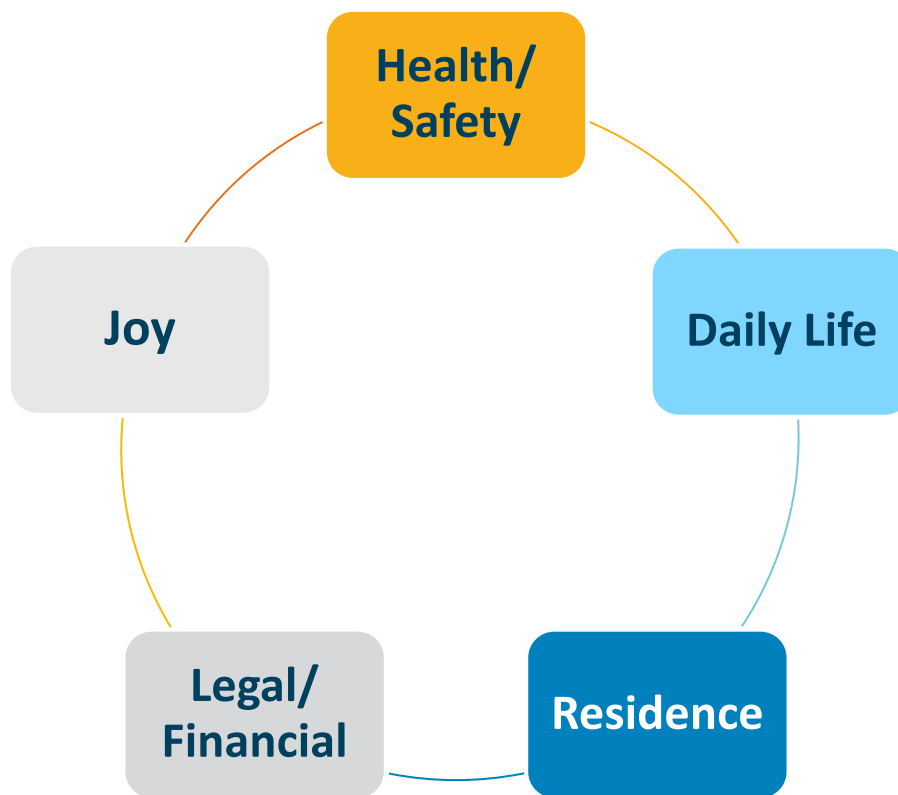 Health/
Safety
Daily Life
Residence
Legal/
Financial
Joy